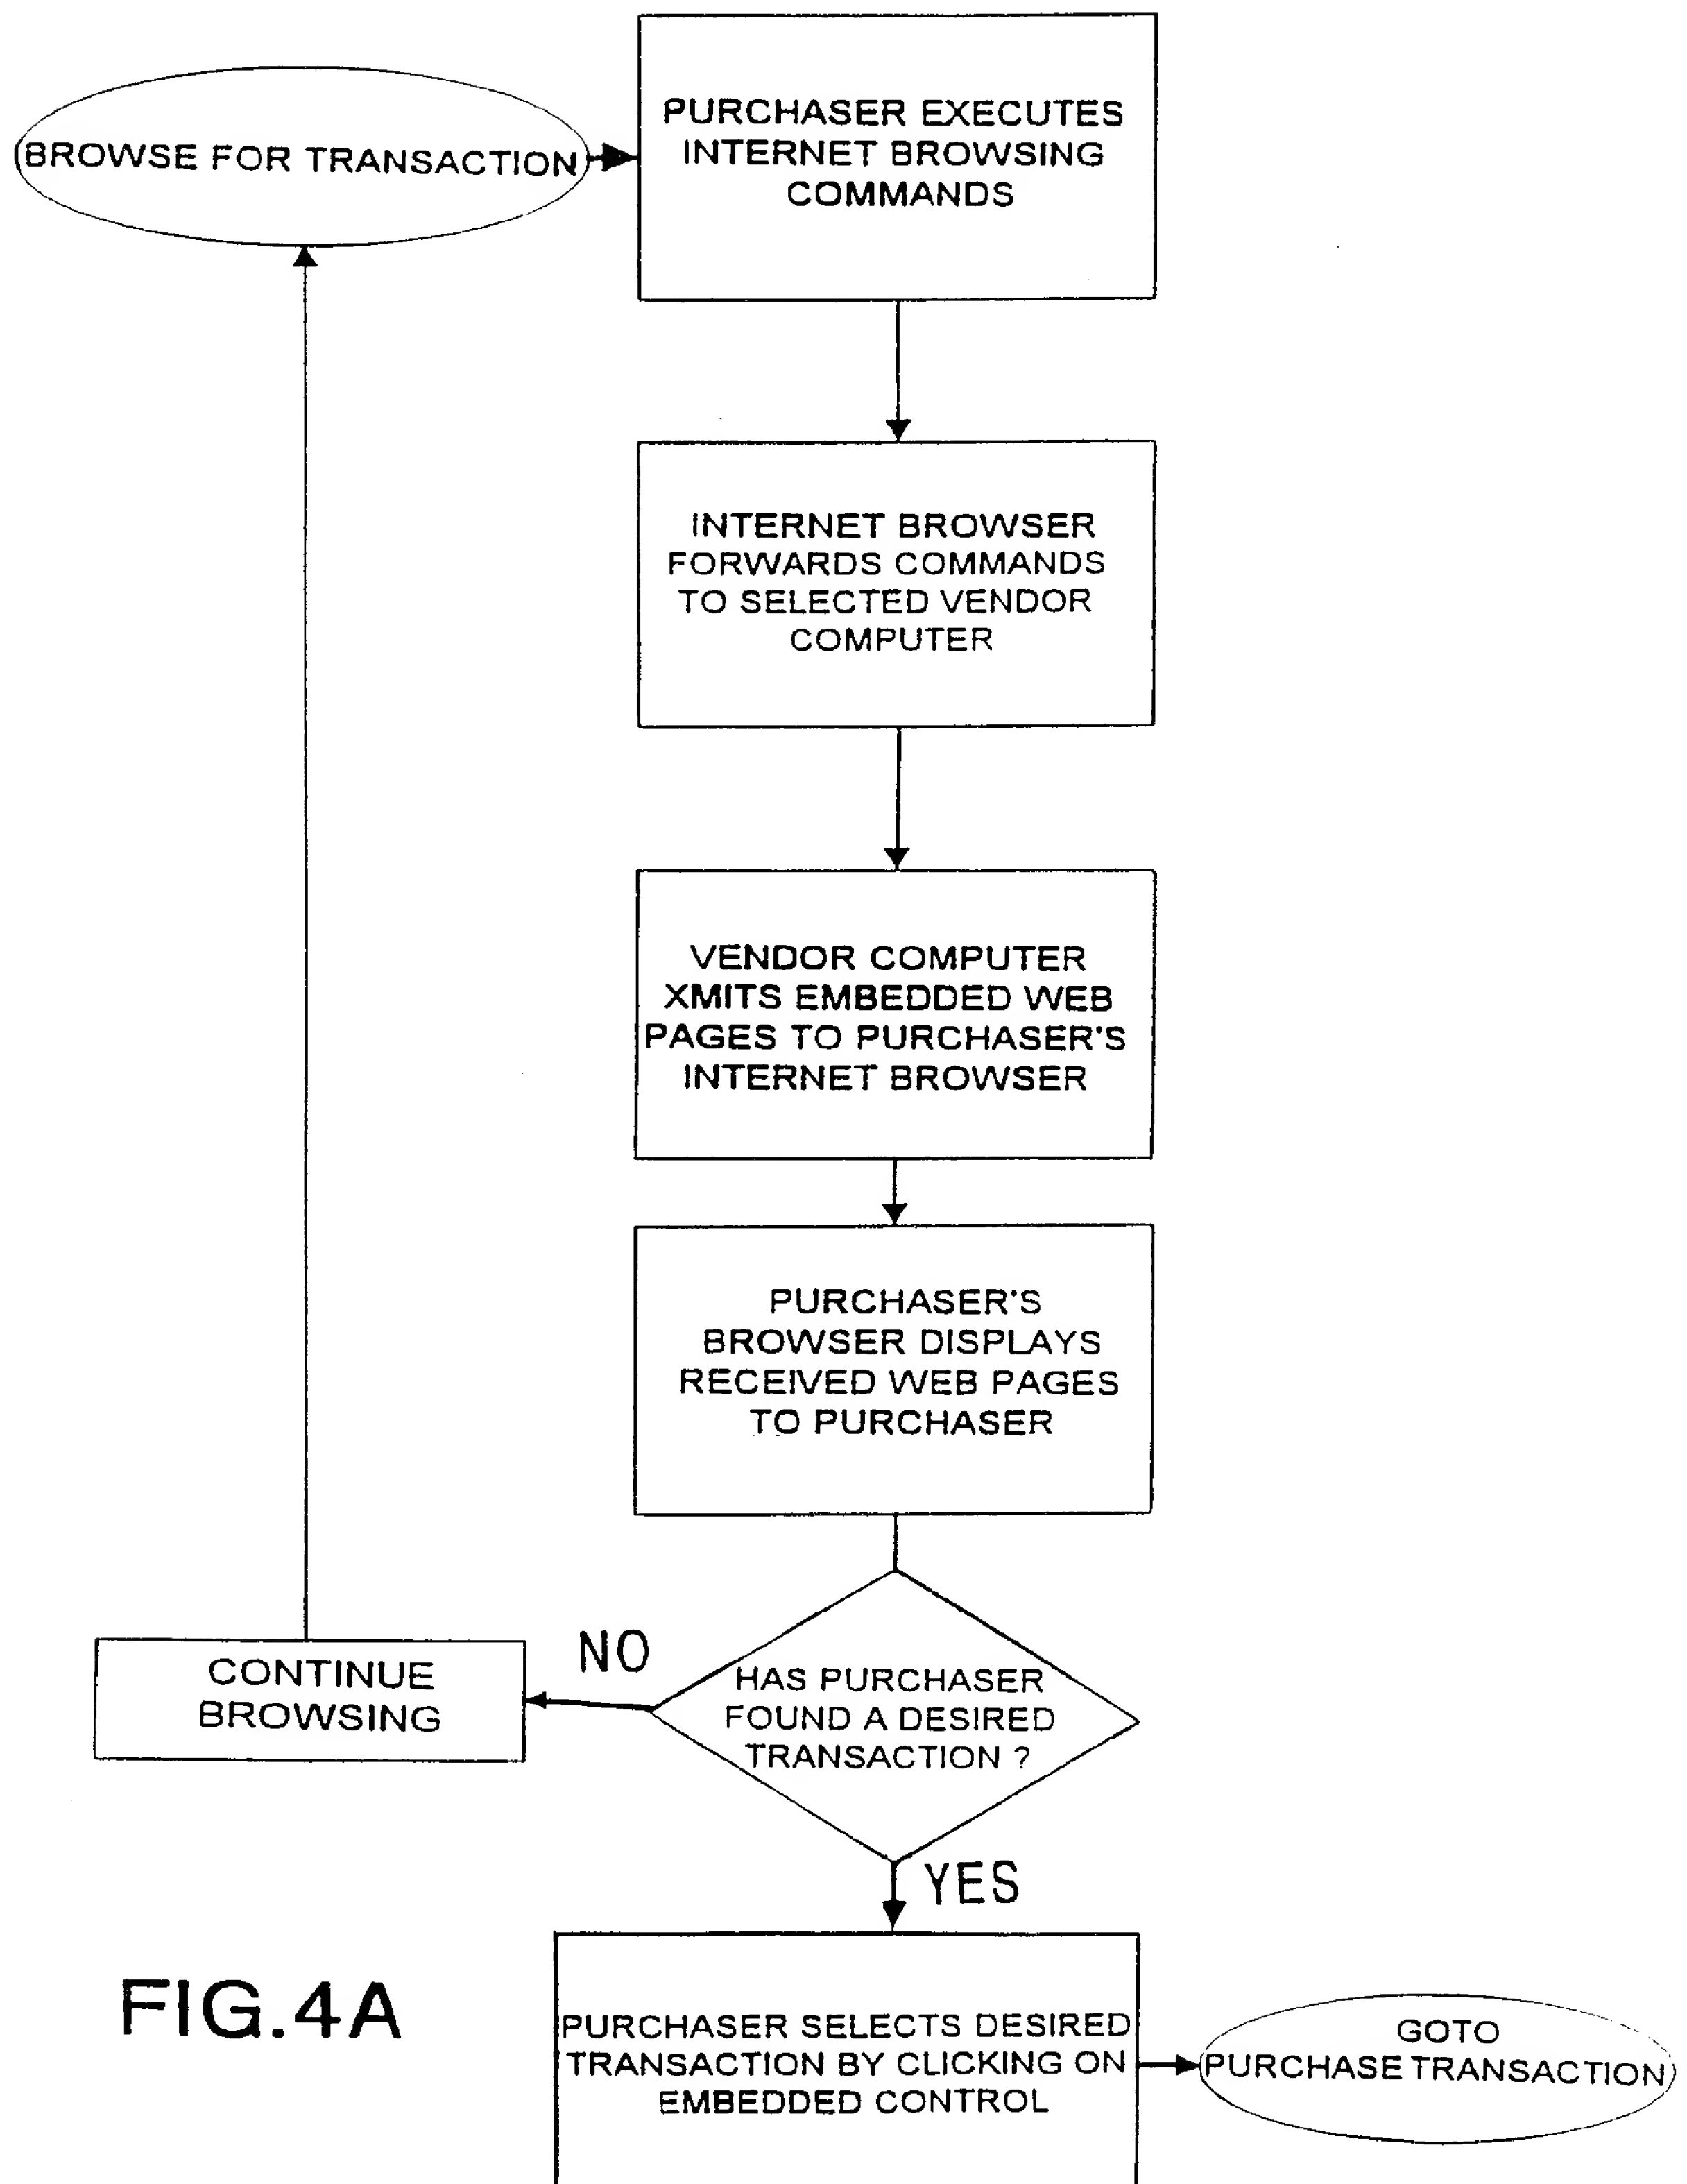 BROWSE FOR TRANSACTION
PURCHASER EXECUTES
INTERNET BROWSING
COMMANDS
INTERNET BROWSER
FORWARDS COMMANDS
TO SELECTED VENDOR
COMPUTER
VENDOR COMPUTER
XMITS EMBEDDED WEB
PAGES TO PURCHASER'S
INTERNET BROWSER
PURCHASER'S
BROWSER DISPLAYS
RECEIVED WEB PAGES
TO PURCHASER
HAS PURCHASER
FOUND A DESIRED
TRANSACTION ?
NO
CONTINUE
BROWSING
YES
PURCHASER SELECTS DESIRED
TRANSACTION BY CLICKING ON
EMBEDDED CONTROL
GOTO
PURCHASE TRANSACTION
FIG.4A